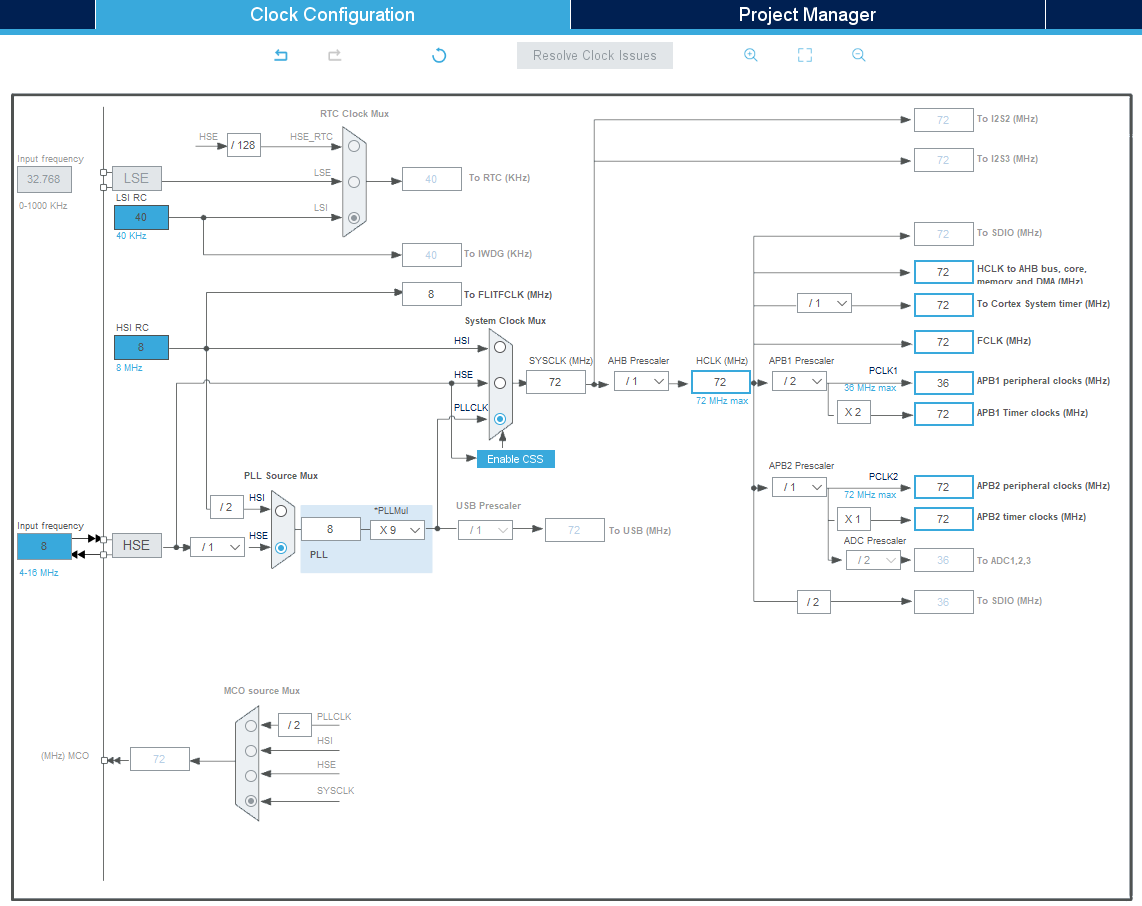 Clock Configuration
Project Manager
Resolve Clock Issues
RTC Clock Mux
HSE
/ 128
HSE_RTC
Input frequency
32.768
0-1000 KHz
LSE
LSE
LSI RC
40
40 KHz
LSI
40
To RTC (KHz)
40
To IWDG (KHz)
8
To FLITFCLK (MHz)
System Clock Mux
HSI RC
8
8 MHz
HSI
HSE
PLLCLK
Enable CSS
SYSCLK (MHz)
72
AHB Prescaler
/ 1
HCLK (MHz)
72
72 MHz max
72
To I2S2 (MHz)
72
To I2S3 (MHz)
72
To SDIO (MHz)
72
HCLK to AHB bus, core,
memory and DMA (MHz)
/ 1
72
To Cortex System timer (MHz)
72
FCLK (MHz)
APB1 Prescaler
/ 2
PCLK1
36 MHz max
36
APB1 peripheral clocks (MHz)
X 2
72
APB1 Timer clocks (MHz)
APB2 Prescaler
/ 1
PCLK2
72 MHz max
72
APB2 peripheral clocks (MHz)
X 1
72
APB2 timer clocks (MHz)
ADC Prescaler
/ 2
36
To ADC1,2,3
/ 2
36
To SDIO (MHz)
PLL Source Mux
/ 2
HSI
Input frequency
8
4-16 MHz
HSE
/ 1
HSE
8
*PLLMul
X 9
PLL
USB Prescaler
/ 1
72
To USB (MHz)
MCO source Mux
/ 2
PLLCLK
HSI
HSE
SYSCLK
(MHz) MCO
72